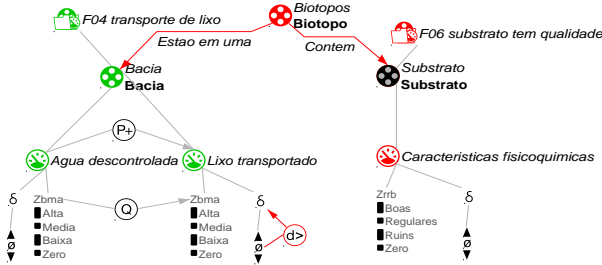 F04 transporte de lixo
Biotopos
Biotopo
F06 substrato tem qualidade
Estao em uma
Contem
Bacia
Bacia
Substrato
Substrato
P+
Agua descontrolada
Lixo transportado
Caracteristicas fisicoquimicas
δ
Zbma
Alta
Media
Baixa
Zero
Q
Zbma
Alta
Media
Baixa
Zero
δ
d>
Zrrb
Boas
Regulares
Ruins
Zero
δ
ø
ø
ø